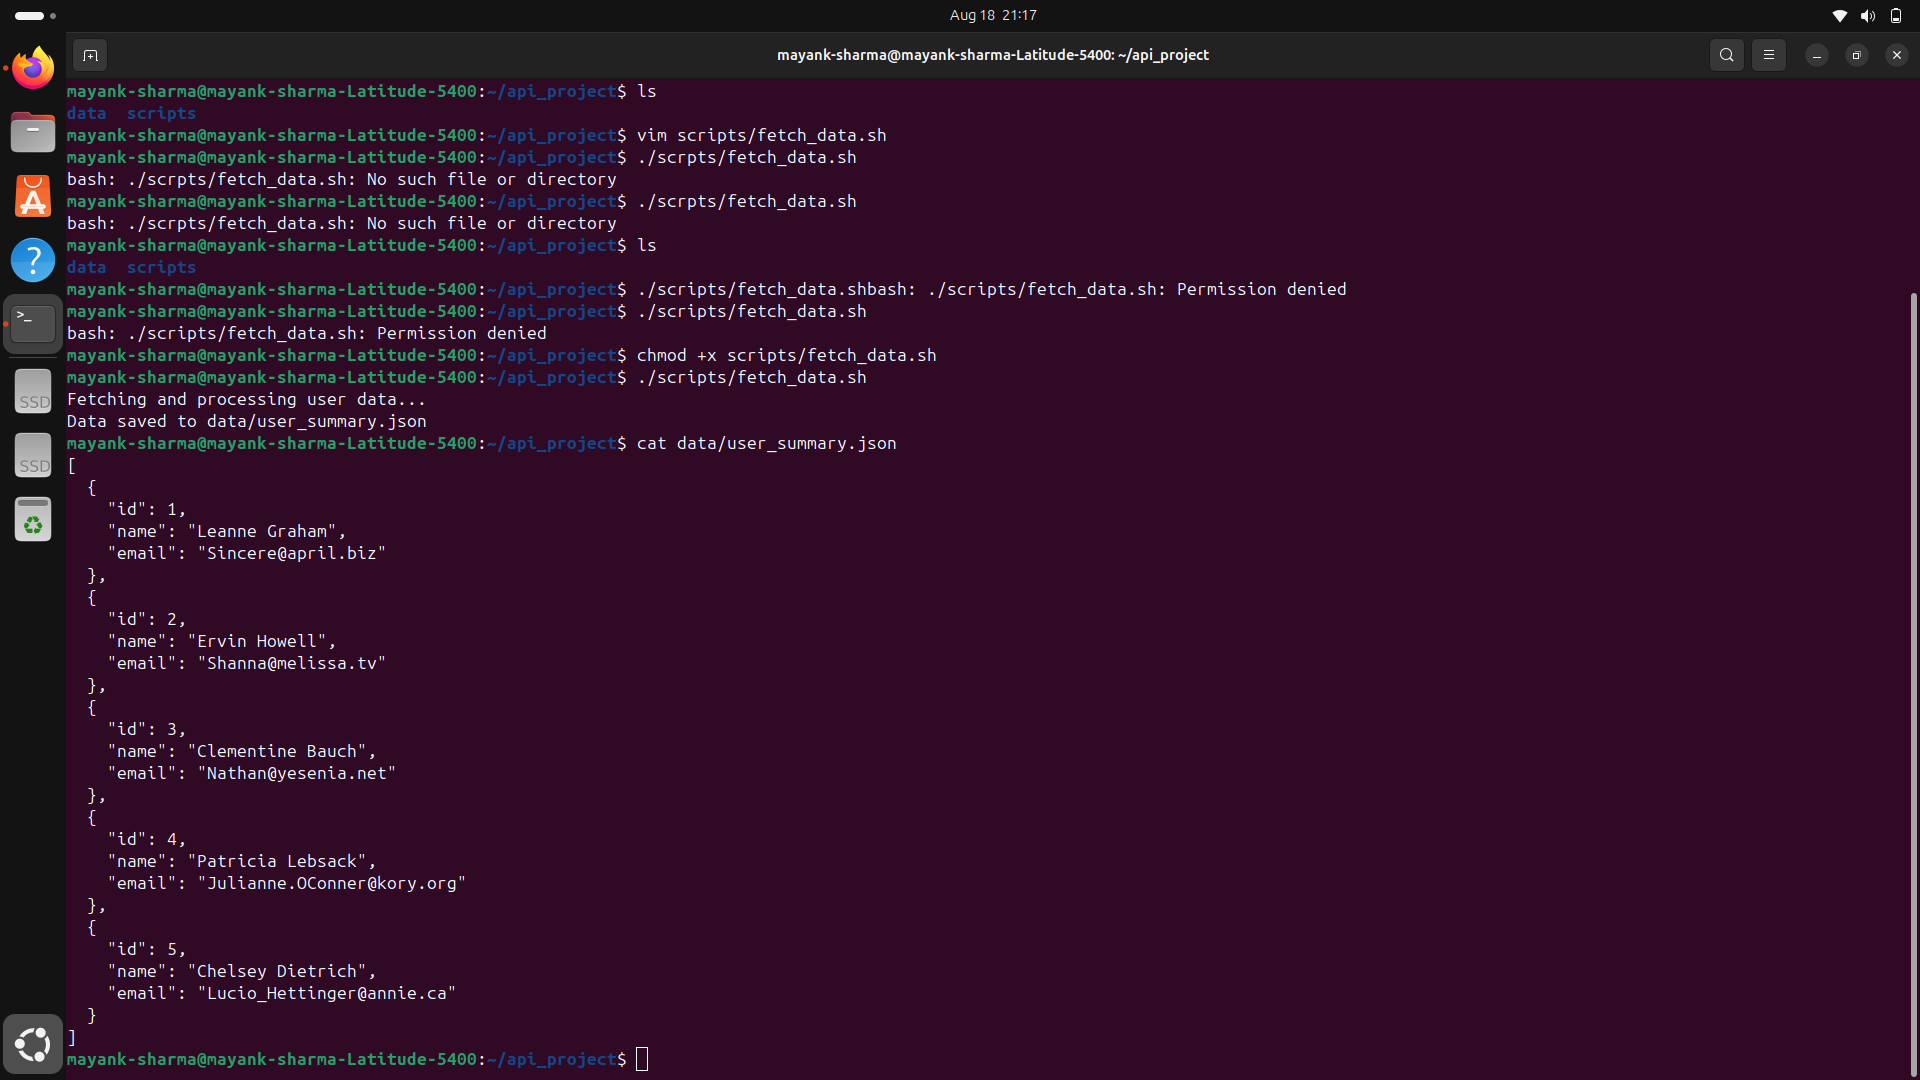 Aug 18 21:17
mayank-sharma@mayank-sharma-Latitude-5400: ~/api_project
mayank-sharma@mayank-sharma-Latitude-5400:~/api_project$ ls
data  scripts
mayank-sharma@mayank-sharma-Latitude-5400:~/api_project$ vim scripts/fetch_data.sh
mayank-sharma@mayank-sharma-Latitude-5400:~/api_project$ ./scrpts/fetch_data.sh
bash: ./scrpts/fetch_data.sh: No such file or directory
mayank-sharma@mayank-sharma-Latitude-5400:~/api_project$ ./scrpts/fetch_data.sh
bash: ./scrpts/fetch_data.sh: No such file or directory
mayank-sharma@mayank-sharma-Latitude-5400:~/api_project$ ls
data  scripts
mayank-sharma@mayank-sharma-Latitude-5400:~/api_project$ ./scripts/fetch_data.shbash: ./scripts/fetch_data.sh: Permission denied
mayank-sharma@mayank-sharma-Latitude-5400:~/api_project$ ./scripts/fetch_data.sh
bash: ./scripts/fetch_data.sh: Permission denied
mayank-sharma@mayank-sharma-Latitude-5400:~/api_project$ chmod +x scripts/fetch_data.sh
mayank-sharma@mayank-sharma-Latitude-5400:~/api_project$ ./scripts/fetch_data.sh
Fetching and processing user data...
Data saved to data/user_summary.json
mayank-sharma@mayank-sharma-Latitude-5400:~/api_project$ cat data/user_summary.json
[
  {
    "id": 1,
    "name": "Leanne Graham",
    "email": "Sincere@april.biz"
  },
  {
    "id": 2,
    "name": "Ervin Howell",
    "email": "Shanna@melissa.tv"
  },
  {
    "id": 3,
    "name": "Clementine Bauch",
    "email": "Nathan@yesenia.net"
  },
  {
    "id": 4,
    "name": "Patricia Lebsack",
    "email": "Julianne.OConner@kory.org"
  },
  {
    "id": 5,
    "name": "Chelsey Dietrich",
    "email": "Lucio_Hettinger@annie.ca"
  }
]
mayank-sharma@mayank-sharma-Latitude-5400:~/api_project$
?
>_
SSD
SSD